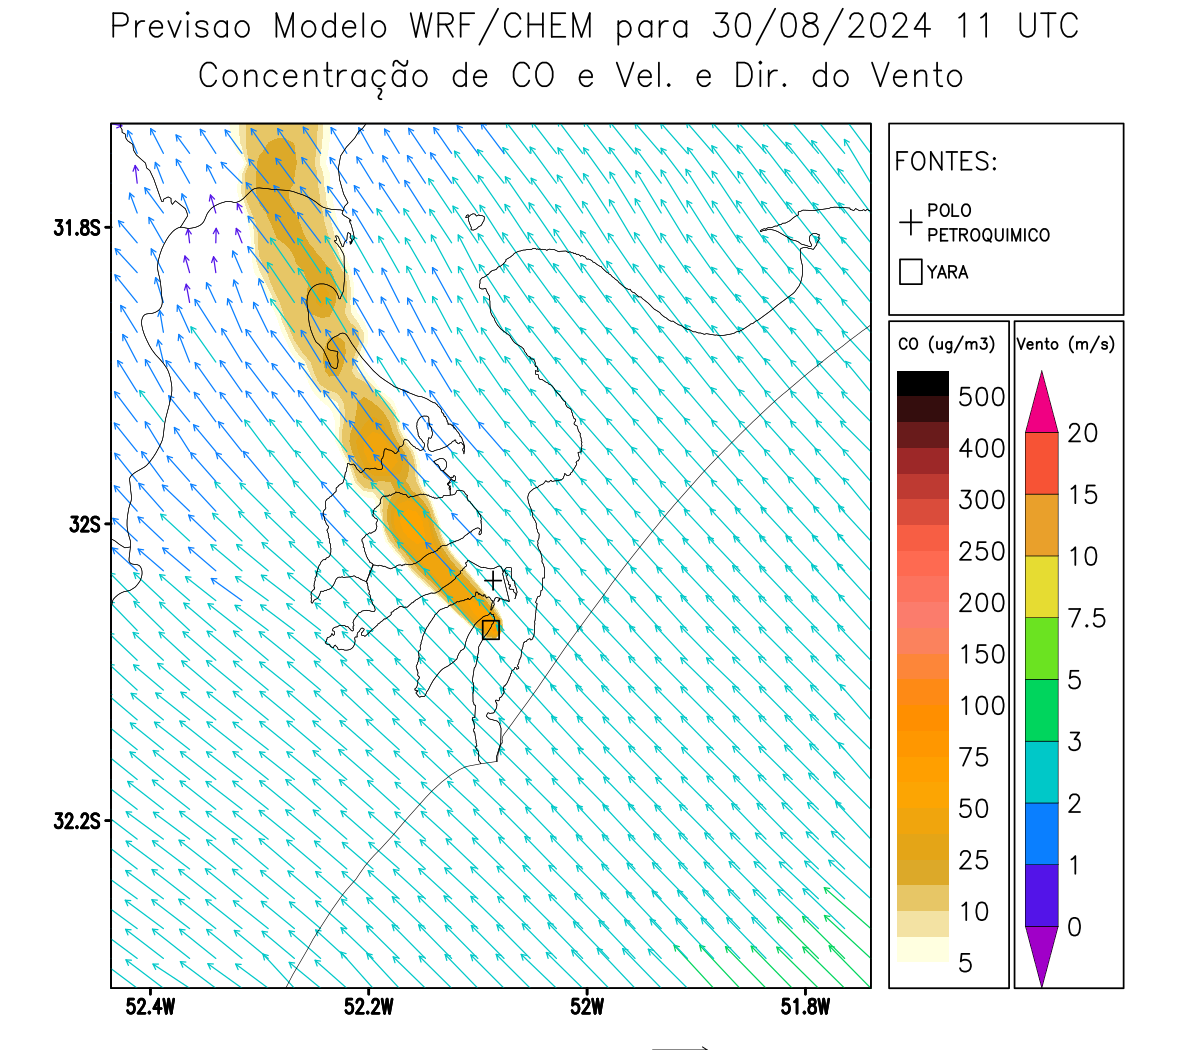 Previsao Modelo WRF/CHEM para 30/08/2024 11 UTC
Concentração de CO e Vel. e Dir. do Vento
FONTES:
POLO
PETROQUIMICO
YARA
CO (ug/m3)
500
400
300
250
200
150
100
75
50
25
10
5
Vento (m/s)
20
15
10
7.5
5
3
2
1
0
31.8S
32S
32.2S
52.4W
52.2W
52W
51.8W